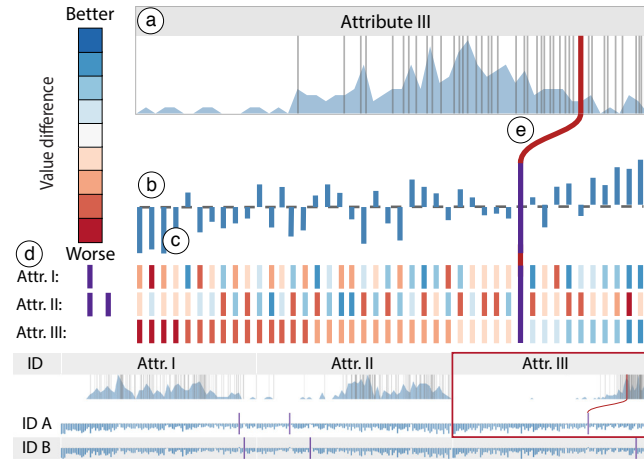 Better
a
Attribute III
Value difference
e
b
c
d
Worse
Attr. I:
Attr. II:
Attr. III:
ID
Attr. I
Attr. II
Attr. III
ID A
ID B